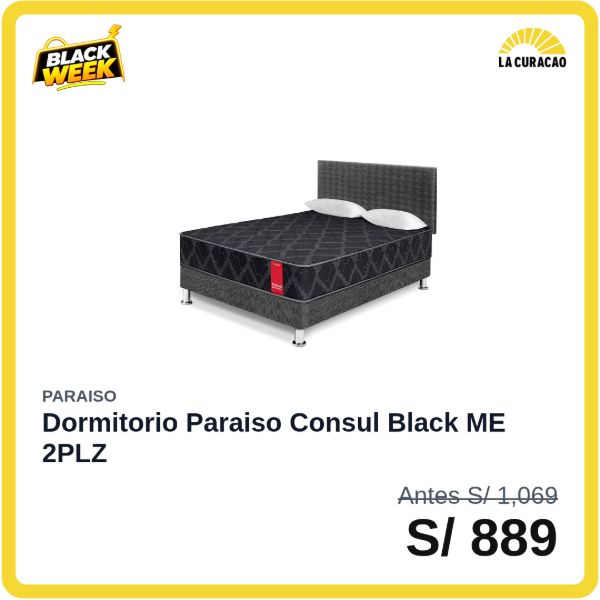 BLACK
WEEK
LA CURACAO
PARAISO
Dormitorio Paraiso Consul Black ME
2PLZ
Antes S/ 1,069
S/ 889